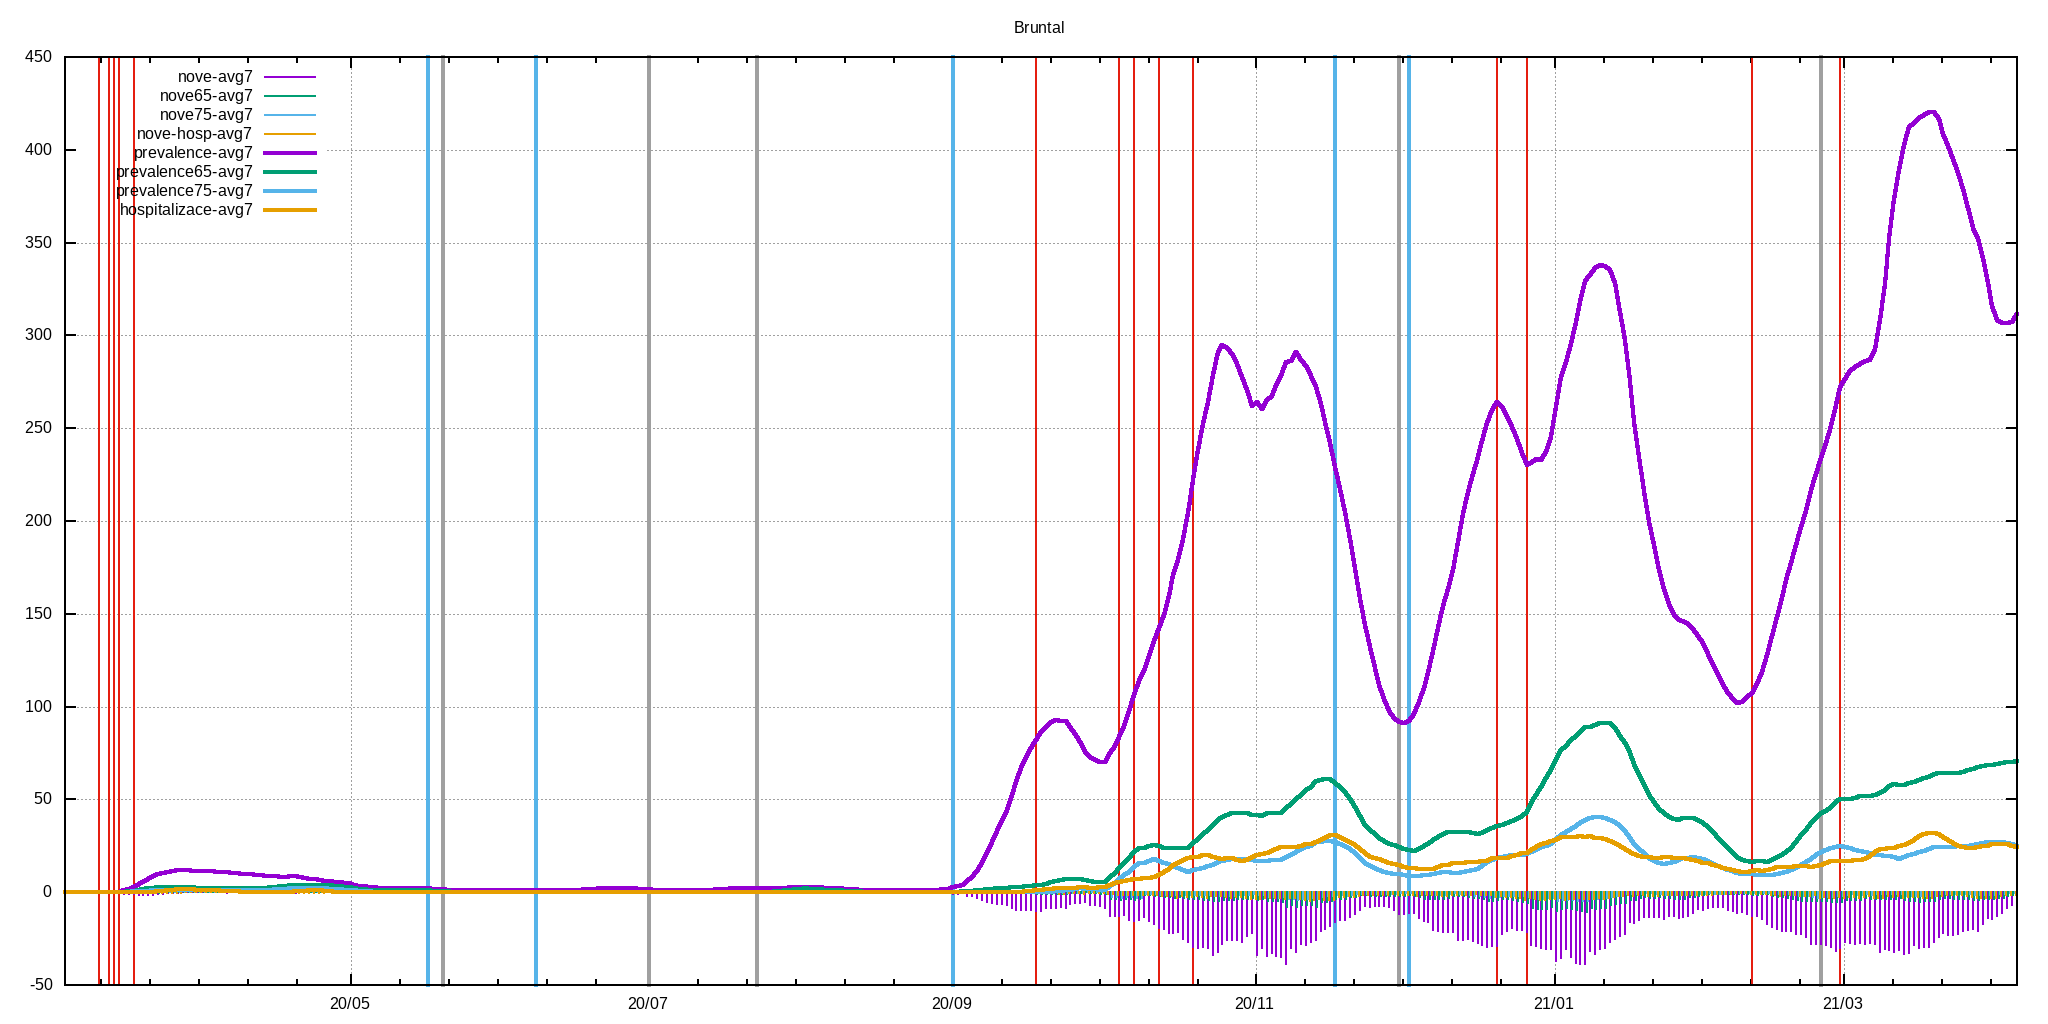 Bruntal
450
400
350
300
250
200
150
100
50
0
-50
nove-avg7
nove65-avg7
nove75-avg7
nove-hosp-avg7
prevalence-avg7
prevalence65-avg7
prevalence75-avg7
hospitalizace-avg7
20/05 20/07 20/09 20/11 21/01 21/03